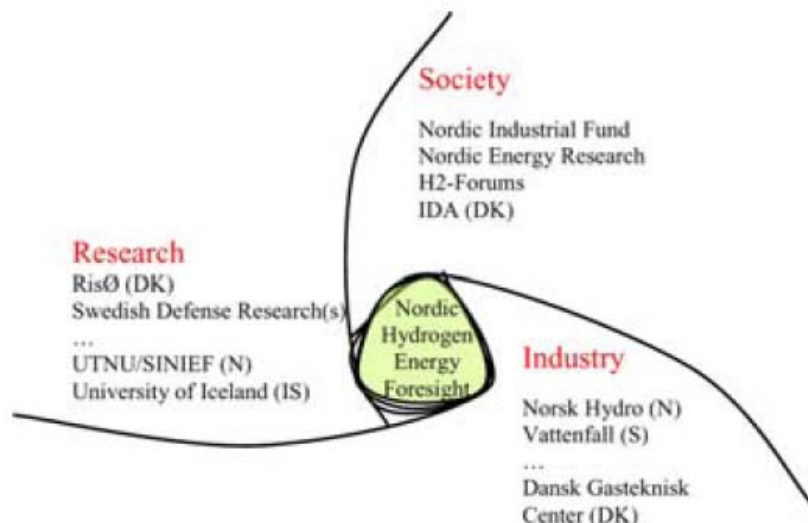 Society
Nordic Industrial Fund
Nordic Energy Research
H2-Forums
IDA (DK)
Research
RisØ (DK)
Swedish Defense Research(s)
...
UTNU/SINIEF (N)
University of Iceland (IS)
Nordic
Hydrogen
Energy
Foresight
Industry
Norsk Hydro (N)
Vattenfall (S)
...
Dansk Gasteknisk
Center (DK)